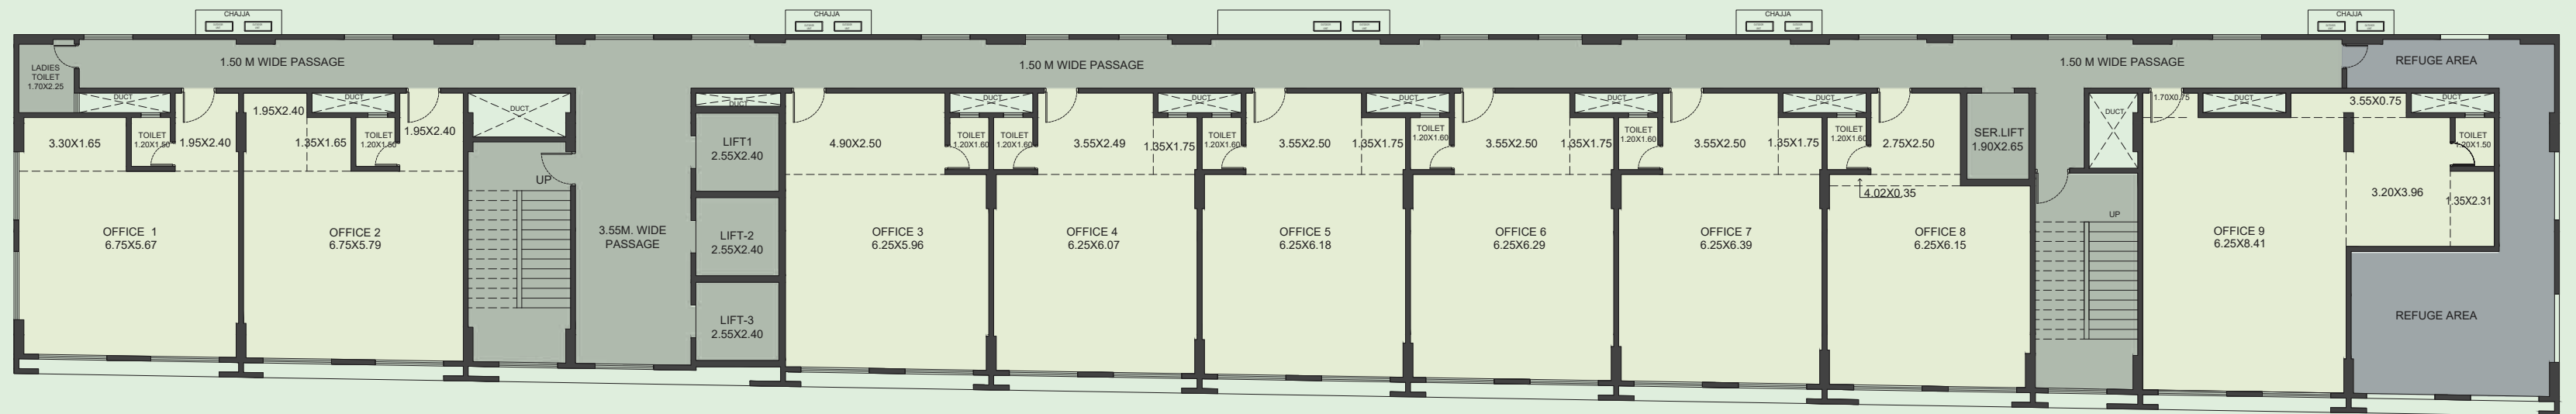 CHAJJA
CHAJJA
CHAJJA
CHAJJA
LADIES
TOILET
1.70X2.25
1.50 M WIDE PASSAGE
1.50 M WIDE PASSAGE
1.50 M WIDE PASSAGE
REFUGE AREA
DUCT
3.30X1.65
TOILET
1.20X1.50
1.95X2.40
OFFICE 1
6.75X5.67
1.95X2.40
DUCT
1.35X1.65
TOILET
1.20X1.50
1.95X2.40
OFFICE 2
6.75X5.79
DUCT
UP
3.55M. WIDE
PASSAGE
DUCT
LIFT1
2.55X2.40
LIFT-2
2.55X2.40
LIFT-3
2.55X2.40
4.90X2.50
DUCT
TOILET
1.20X1.60
OFFICE 3
6.25X5.96
TOILET
1.20X1.60
3.55X2.49
DUCT
1.35X1.75
OFFICE 4
6.25X6.07
TOILET
1.20X1.60
3.55X2.50
DUCT
1.35X1.75
OFFICE 5
6.25X6.18
TOILET
1.20X1.60
3.55X2.50
DUCT
1.35X1.75
OFFICE 6
6.25X6.29
TOILET
1.20X1.60
3.55X2.50
DUCT
1.35X1.75
OFFICE 7
6.25X6.39
TOILET
1.20X1.60
2.75X2.50
4.02X0.35
OFFICE 8
6.25X6.15
SER.LIFT
1.90X2.65
DUCT
UP
1.70X0.75
DUCT
3.55X0.75
DUCT
TOILET
1.20X1.50
3.20X3.96
1.35X2.31
OFFICE 9
6.25X8.41
REFUGE AREA